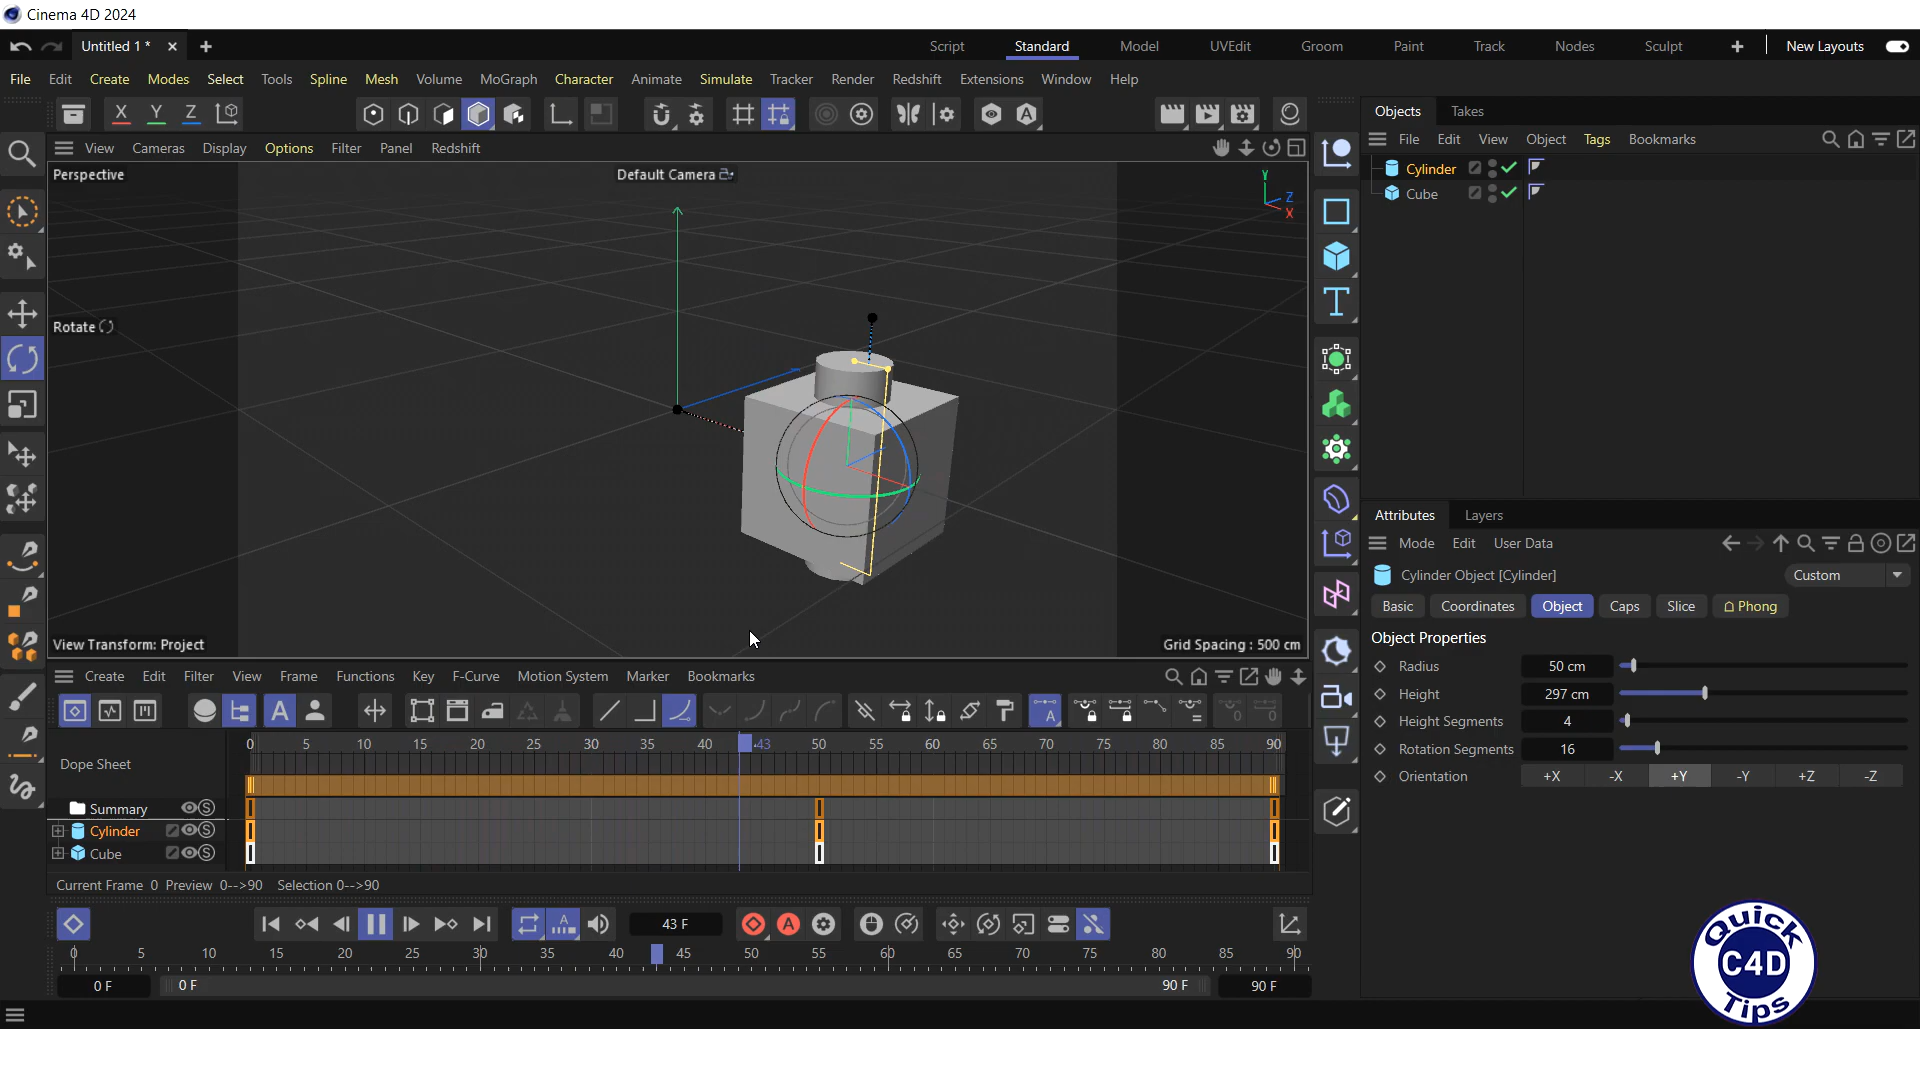 Cinema 4D 2024
Untitled 1 *
Script Standard Model UVEdit Groom Paint Track Nodes Sculpt New Layouts
File Edit Create Modes Select Tools Spline Mesh Volume MoGraph Character Animate Simulate Tracker Render Redshift Extensions Window Help
X Y Z
View Cameras Display Options Filter Panel Redshift
Perspective
Default Camera
Y
Z
X
Rotate
View Transform: Project
Grid Spacing : 500 cm
Objects Takes
File Edit View Object Tags Bookmarks
Cylinder
Cube
Attributes Layers
Mode Edit User Data
Cylinder Object [Cylinder]
Custom
Basic Coordinates Object Caps Slice Phong
Object Properties
Radius 50 cm
Height 297 cm
Height Segments 4
Rotation Segments 16
Orientation +X -X +Y -Y +Z -Z
Create Edit Filter View Frame Functions Key F-Curve Motion System Marker Bookmarks
0 5 10 15 20 25 30 35 40 43 50 55 60 65 70 75 80 85 90
Dope Sheet
Summary
Cylinder
Cube
Current Frame 0 Preview 0-->90 Selection 0-->90
43 F
0 5 10 15 20 25 30 35 40 45 50 55 60 65 70 75 80 85 90
0 F
0 F
90 F
90 F
Quick
C4D
Tips